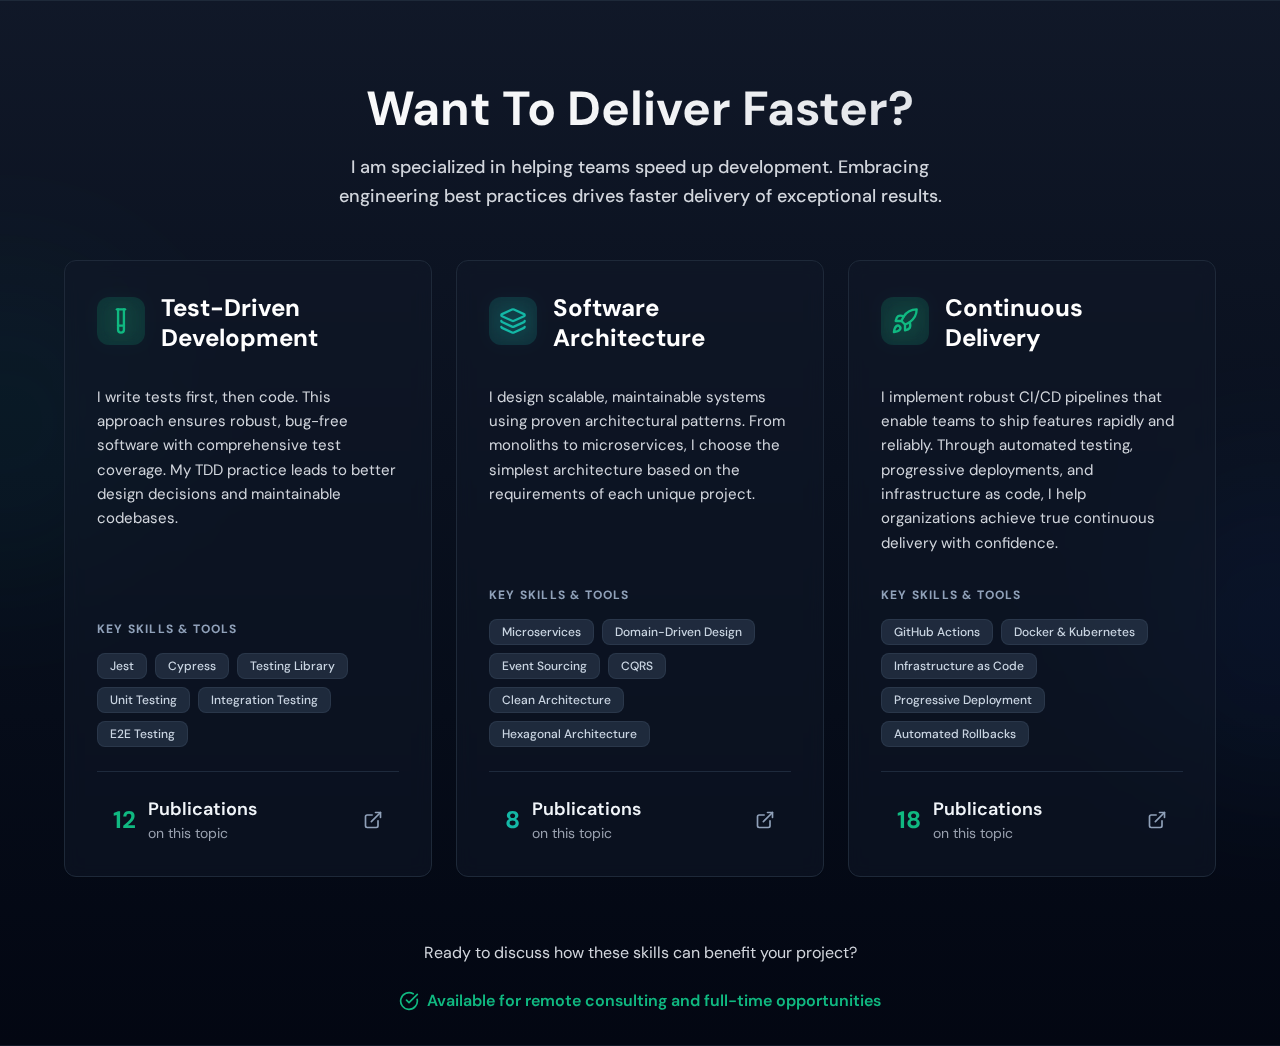 Want To Deliver Faster?
I am specialized in helping teams speed up development. Embracing
engineering best practices drives faster delivery of exceptional results.
Test-Driven
Development
I write tests first, then code. This
approach ensures robust, bug-free
software with comprehensive test
coverage. My TDD practice leads to better
design decisions and maintainable
codebases.
KEY SKILLS & TOOLS
Jest
Cypress
Testing Library
Unit Testing
Integration Testing
E2E Testing
12
Publications
on this topic
Software
Architecture
I design scalable, maintainable systems
using proven architectural patterns. From
monoliths to microservices, I choose the
simplest architecture based on the
requirements of each unique project.
KEY SKILLS & TOOLS
Microservices
Domain-Driven Design
Event Sourcing
CQRS
Clean Architecture
Hexagonal Architecture
8
Publications
on this topic
Continuous
Delivery
I implement robust CI/CD pipelines that
enable teams to ship features rapidly and
reliably. Through automated testing,
progressive deployments, and
infrastructure as code, I help
organizations achieve true continuous
delivery with confidence.
KEY SKILLS & TOOLS
GitHub Actions
Docker & Kubernetes
Infrastructure as Code
Progressive Deployment
Automated Rollbacks
18
Publications
on this topic
Ready to discuss how these skills can benefit your project?
Available for remote consulting and full-time opportunities